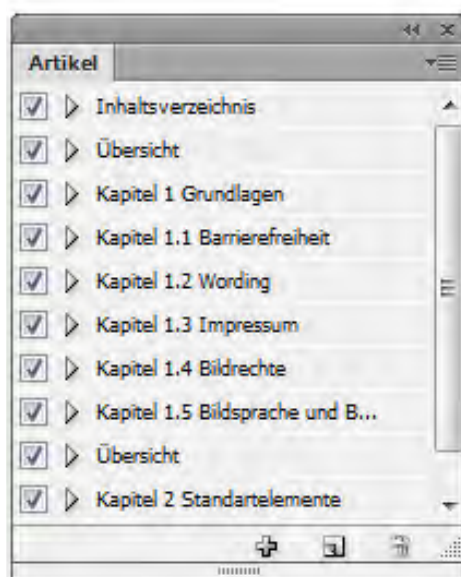 Artikel
Inhaltsverzeichnis
Übersicht
Kapitel 1 Grundlagen
Kapitel 1.1 Barrierefreiheit
Kapitel 1.2 Wording
Kapitel 1.3 Impressum
Kapitel 1.4 Bildrechte
Kapitel 1.5 Bildsprache und B...
Übersicht
Kapitel 2 Standartelemente